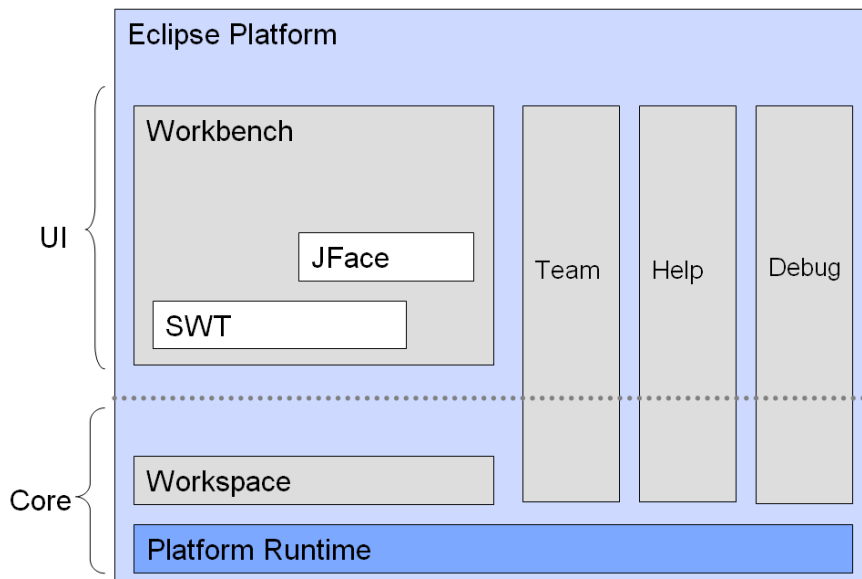 Eclipse Platform
Workbench
UI
JFace
SWT
Team
Help
Debug
Core
Workspace
Platform Runtime